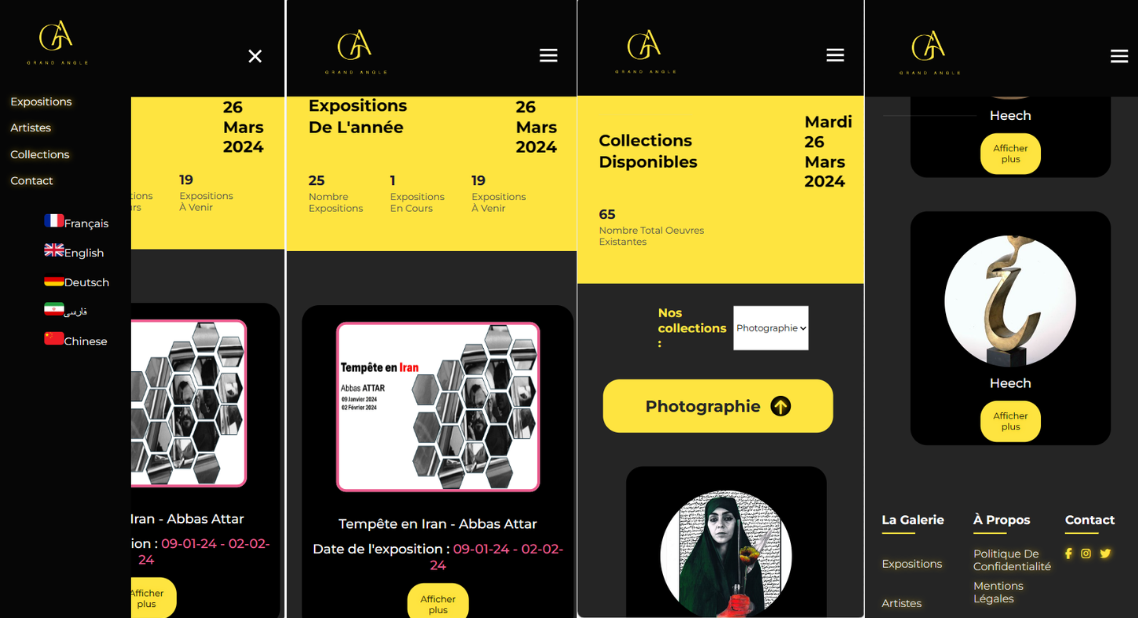 GRAND ANGLE
Expositions
Artistes
Collections
Contact
Français
English
Deutsch
فارسی
Chinese
26
Mars
2024
19
Expositions
À Venir
Iran - Abbas Attar
09-01-24 - 02-02-
24
Afficher
plus
GRAND ANGLE
Expositions
De L'année
26
Mars
2024
25
Nombre
Expositions
1
Expositions
En Cours
19
Expositions
À Venir
Tempête en Iran
Abbas ATTAR
09 Janvier 2024
02 Février 2024
Tempête en Iran - Abbas Attar
Date de l'exposition : 09-01-24 - 02-02-
24
Afficher
plus
GRAND ANGLE
Collections
Disponibles
Mardi
26
Mars
2024
65
Nombre Total Oeuvres
Existantes
Nos
collections
:
Photographie
Photographie
GRAND ANGLE
Heech
Afficher
plus
Heech
Afficher
plus
La Galerie
Expositions
Artistes
À Propos
Politique De
Confidentialité
Mentions
Légales
Contact